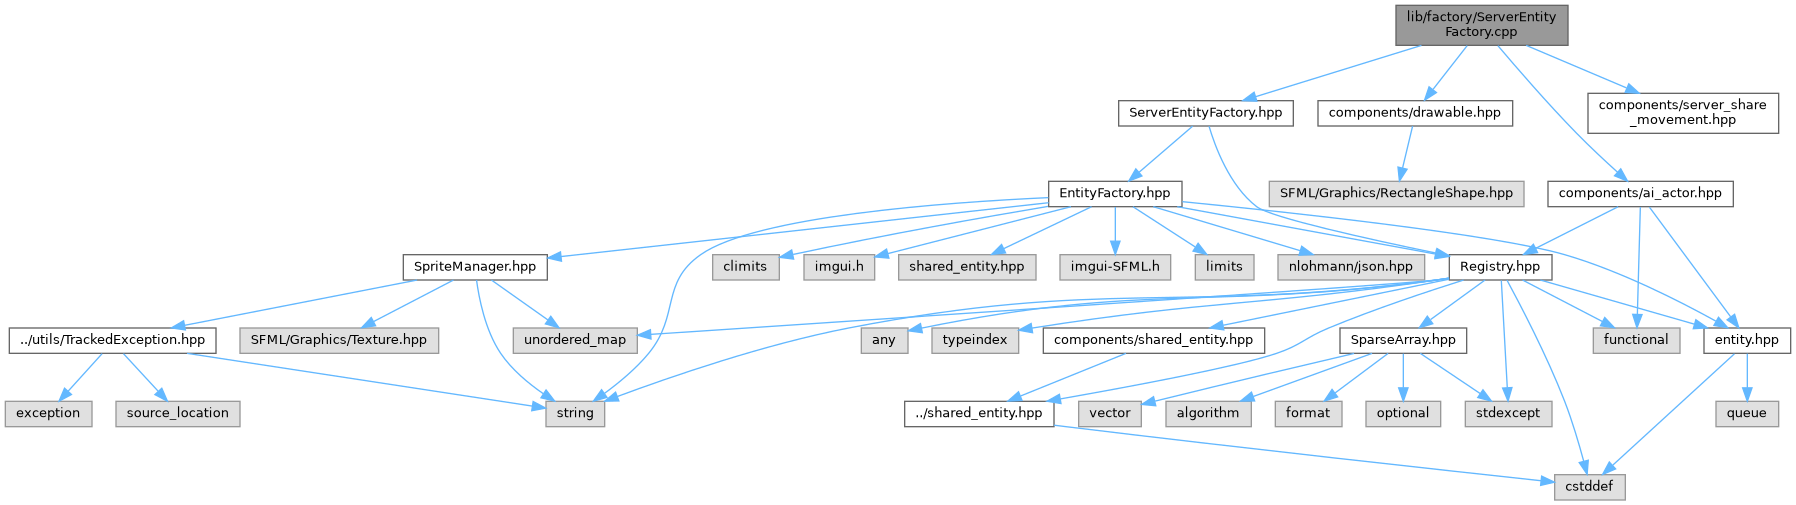 lib/factory/ServerEntity
Factory.cpp
ServerEntityFactory.hpp
components/drawable.hpp
components/server_share
_movement.hpp
EntityFactory.hpp
SFML/Graphics/RectangleShape.hpp
components/ai_actor.hpp
SpriteManager.hpp
climits
imgui.h
shared_entity.hpp
imgui-SFML.h
limits
nlohmann/json.hpp
Registry.hpp
../utils/TrackedException.hpp
SFML/Graphics/Texture.hpp
unordered_map
any
typeindex
components/shared_entity.hpp
SparseArray.hpp
functional
entity.hpp
exception
source_location
string
../shared_entity.hpp
vector
algorithm
format
optional
stdexcept
queue
cstddef